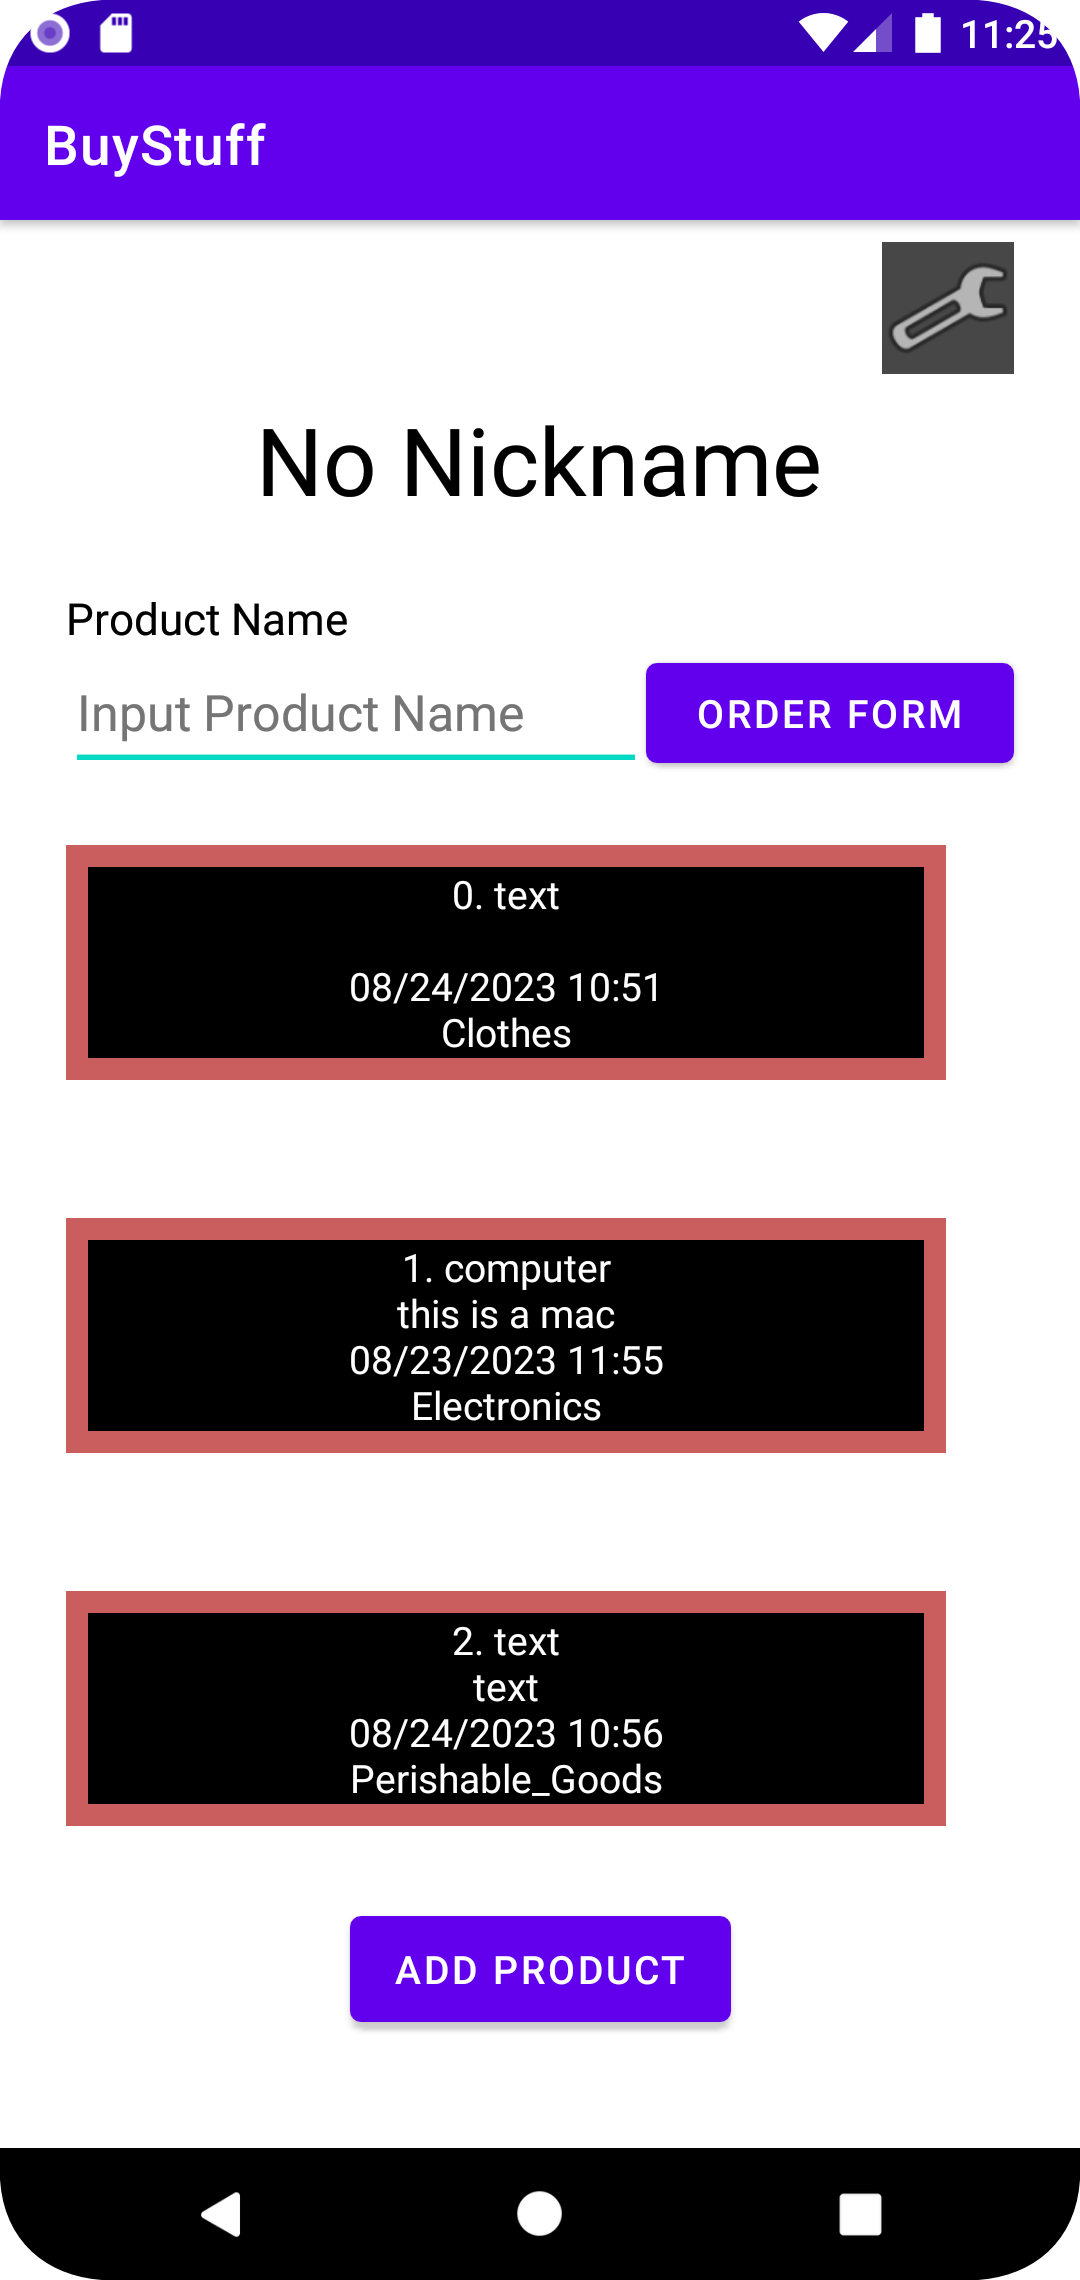 11:25
BuyStuff
No Nickname
Product Name
Input Product Name
ORDER FORM
0. text
08/24/2023 10:51
Clothes
1. computer
this is a mac
08/23/2023 11:55
Electronics
2. text
text
08/24/2023 10:56
Perishable_Goods
ADD PRODUCT